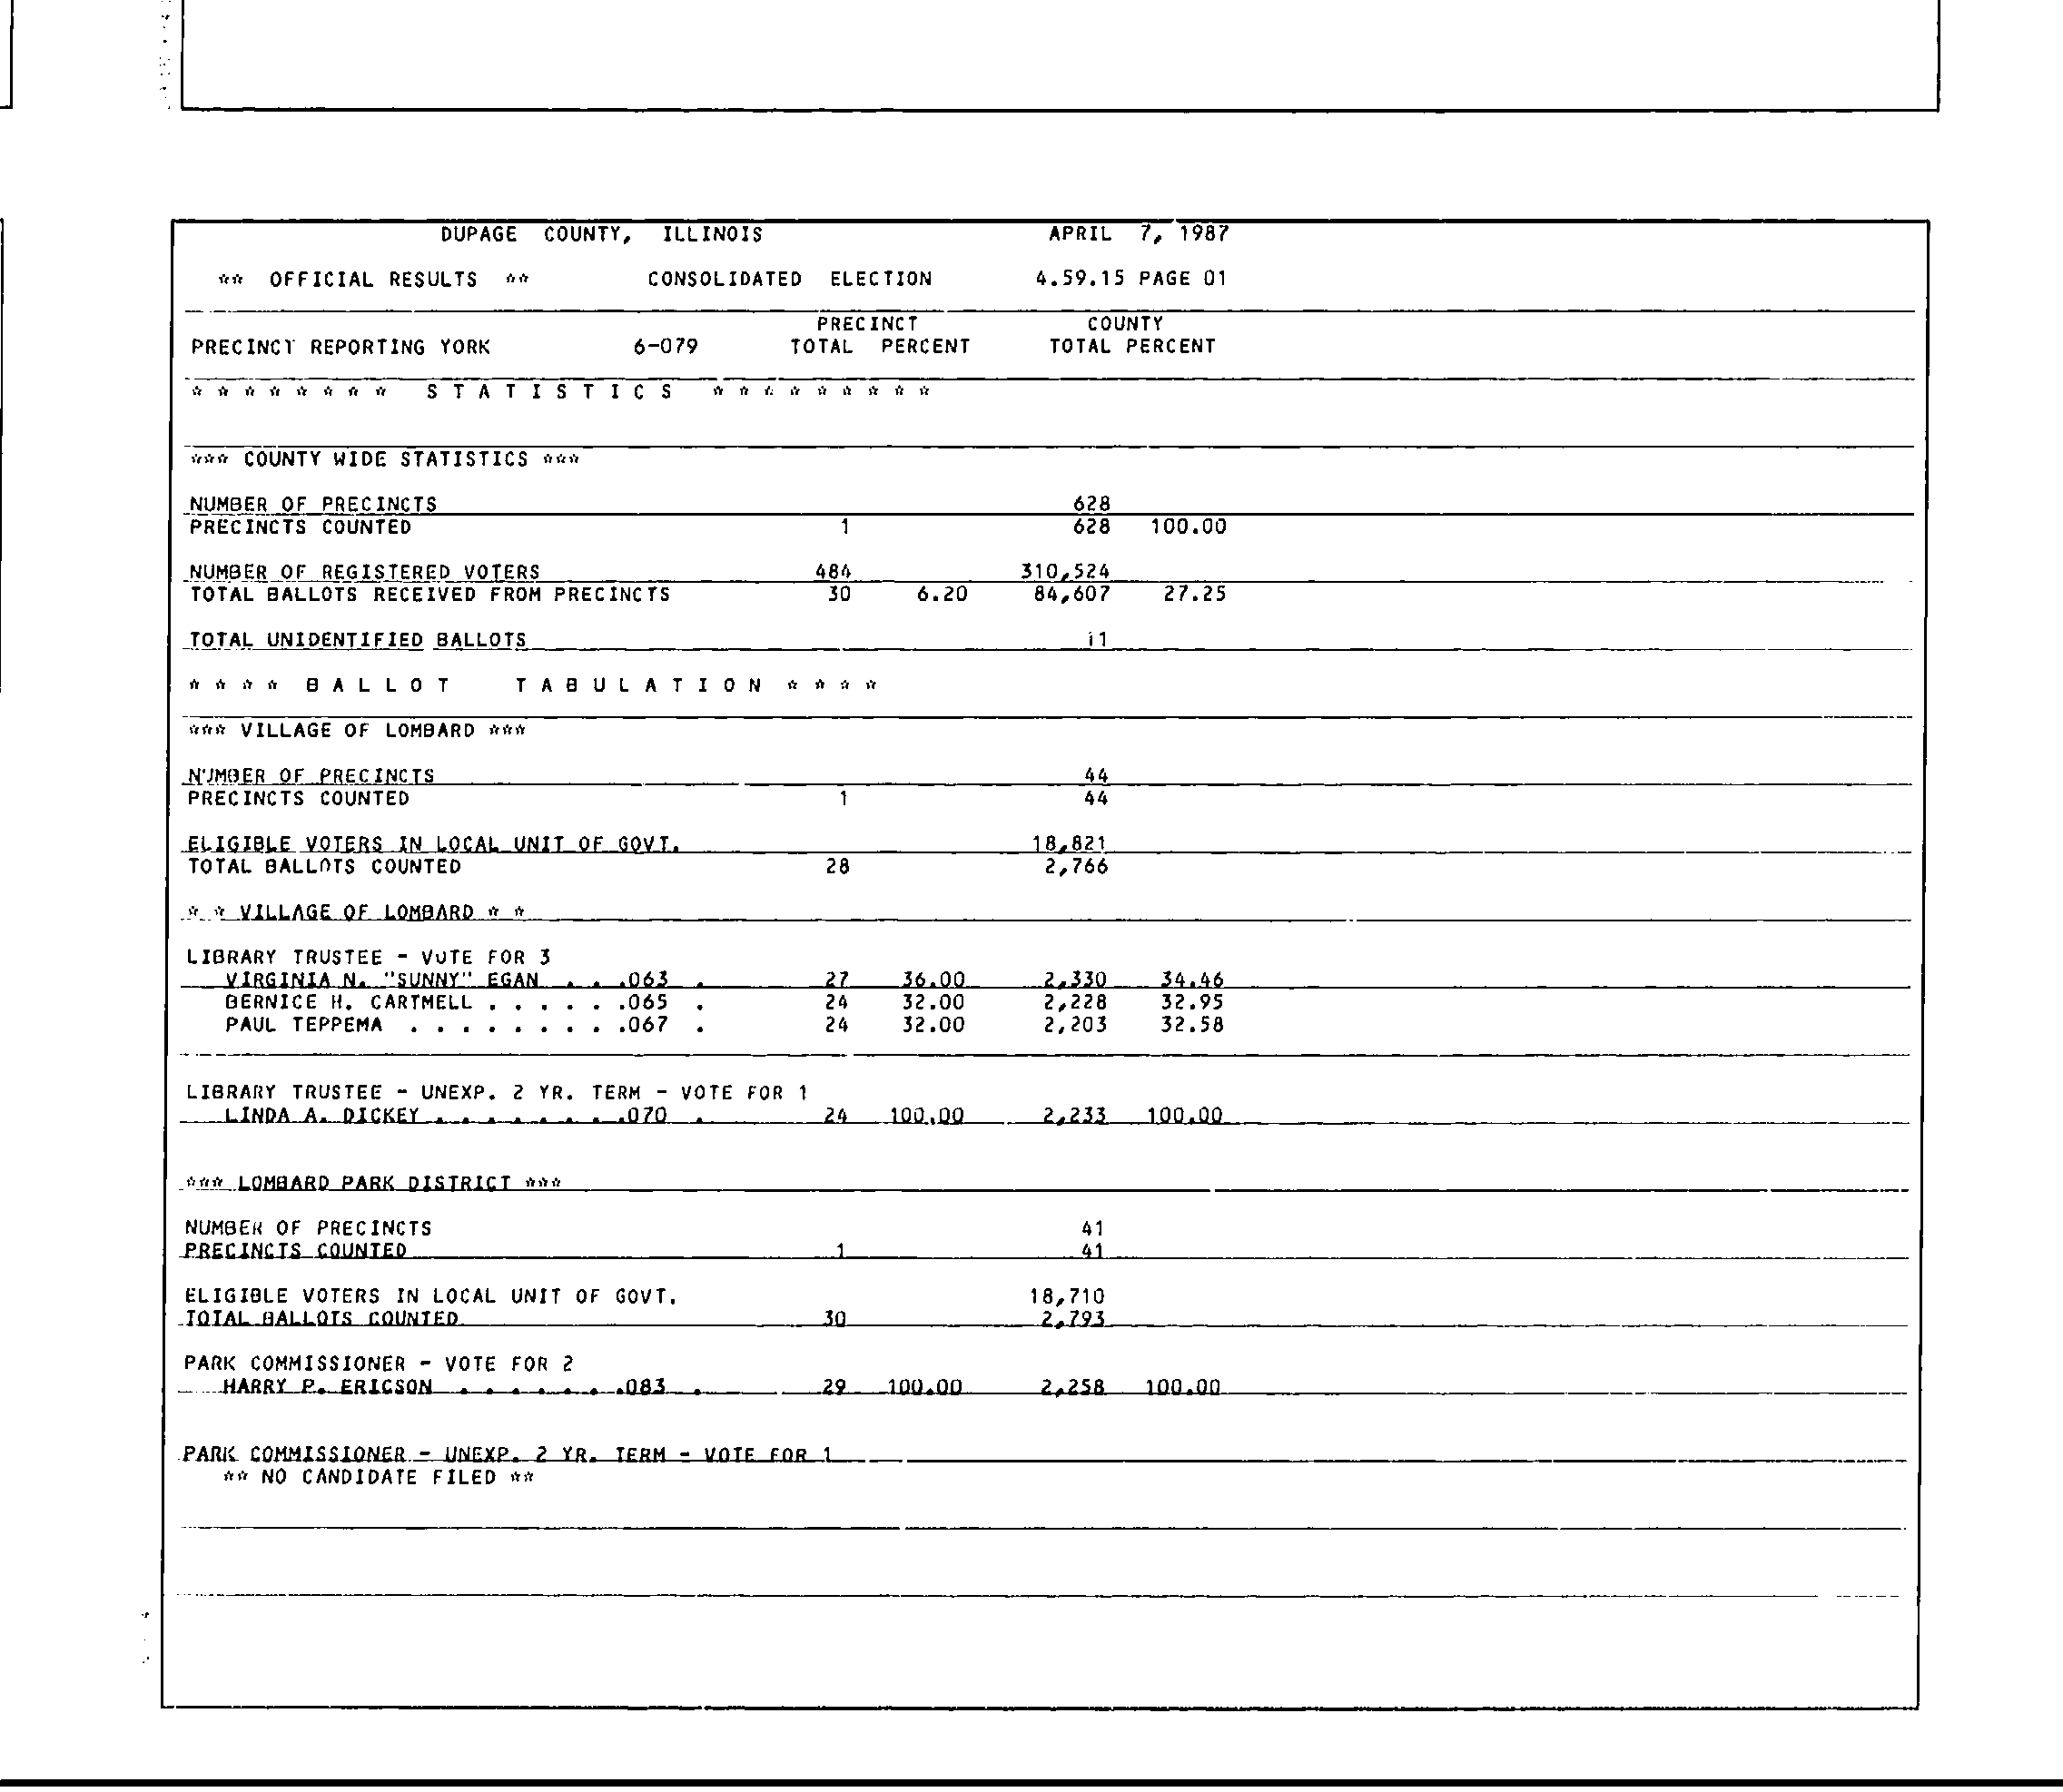 DUPAGE COUNTY, ILLINOIS APRIL 7, 1987
** OFFICIAL RESULTS ** CONSOLIDATED ELECTION 4.59.15 PAGE 01
PRECINCT COUNTY
PRECINCT REPORTING YORK 6-079 TOTAL PERCENT TOTAL PERCENT
* * * * * * * * S T A T I S T I C S * * * * * * * * *
*** COUNTY WIDE STATISTICS ***
NUMBER OF PRECINCTS 628
PRECINCTS COUNTED 1 628 100.00
NUMBER OF REGISTERED VOTERS 484 310,524
TOTAL BALLOTS RECEIVED FROM PRECINCTS 30 6.20 84,607 27.25
TOTAL UNIDENTIFIED BALLOTS 11
* * * * B A L L O T T A B U L A T I O N * * * *
*** VILLAGE OF LOMBARD ***
NUMBER OF PRECINCTS 44
PRECINCTS COUNTED 1 44
ELIGIBLE VOTERS IN LOCAL UNIT OF GOVT. 18,821
TOTAL BALLOTS COUNTED 28 2,766
* * VILLAGE OF LOMBARD * *
LIBRARY TRUSTEE - VOTE FOR 3
VIRGINIA N. "SUNNY" EGAN . . .063 . 27 36.00 2,330 34.46
BERNICE H. CARTMELL . . . . . .065 . 24 32.00 2,228 32.95
PAUL TEPPEMA . . . . . . . . .067 . 24 32.00 2,203 32.58
LIBRARY TRUSTEE - UNEXP. 2 YR. TERM - VOTE FOR 1
LINDA A. DICKEY . . . . . . . .070 . 24 100.00 2,233 100.00
*** LOMBARD PARK DISTRICT ***
NUMBER OF PRECINCTS 41
PRECINCTS COUNTED 1 41
ELIGIBLE VOTERS IN LOCAL UNIT OF GOVT. 18,710
TOTAL BALLOTS COUNTED 30 2,793
PARK COMMISSIONER - VOTE FOR 2
HARRY P. ERICSON . . . . . . .083 . 29 100.00 2,258 100.00
PARK COMMISSIONER - UNEXP. 2 YR. TERM - VOTE FOR 1
** NO CANDIDATE FILED **